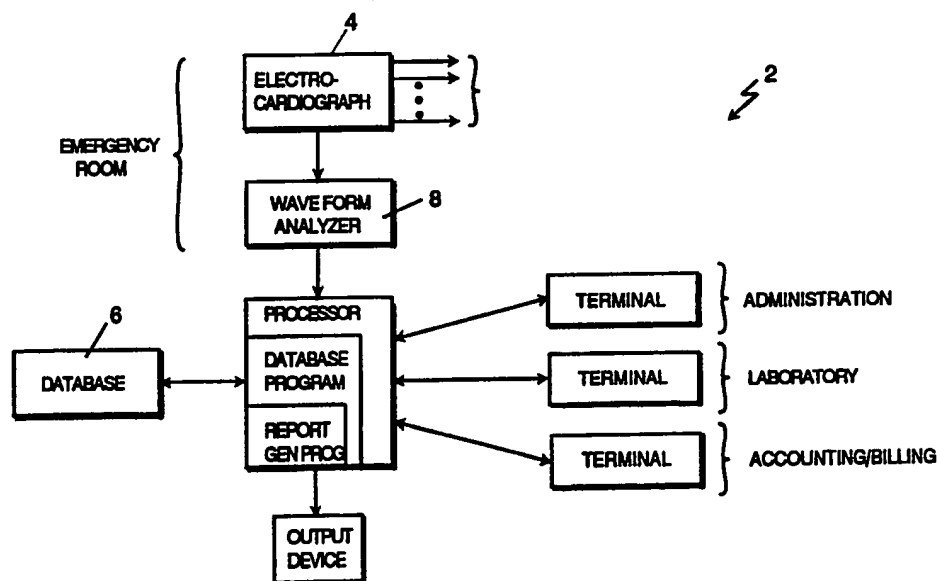 4
ELECTRO-
CARDIOGRAPH
2
EMERGENCY
ROOM
WAVE FORM
ANALYZER
8
PROCESSOR
TERMINAL
ADMINISTRATION
6
DATABASE
DATABASE
PROGRAM
TERMINAL
LABORATORY
REPORT
GEN PROG
TERMINAL
ACCOUNTING/BILLING
OUTPUT
DEVICE